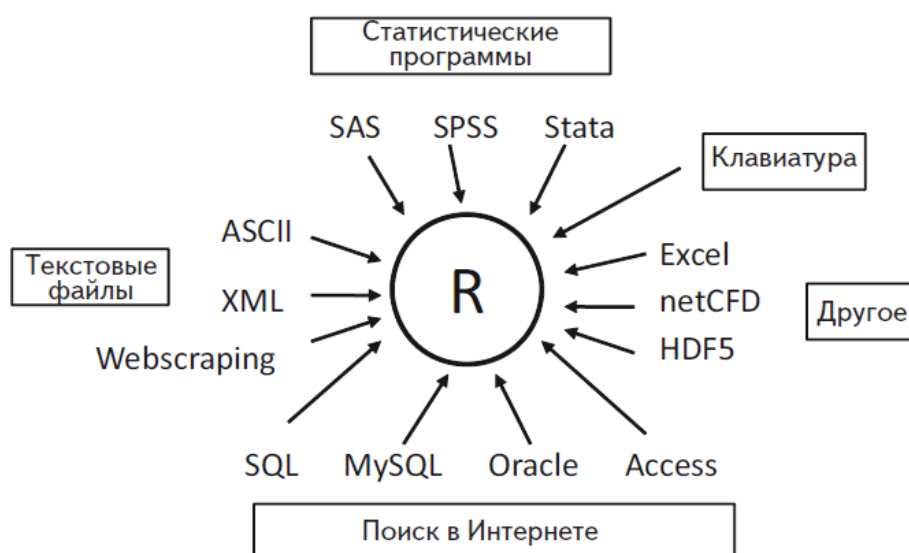 Статистические
программы
SAS SPSS Stata
Клавиатура
ASCII
Текстовые
файлы
XML
Webscraping
R
Excel
netCFD
HDF5
Другое
SQL MySQL Oracle Access
Поиск в Интернете